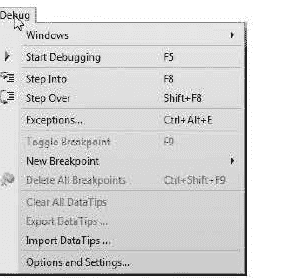 Debug
Windows
Start Debugging F5
Step Into F8
Step Over Shift+F8
Exceptions... Ctrl+Alt+E
Toggle Breakpoint F9
New Breakpoint
Delete All Breakpoints Ctrl+Shift+F9
Clear All DataTips
Export DataTips ...
Import DataTips ...
Options and Settings...